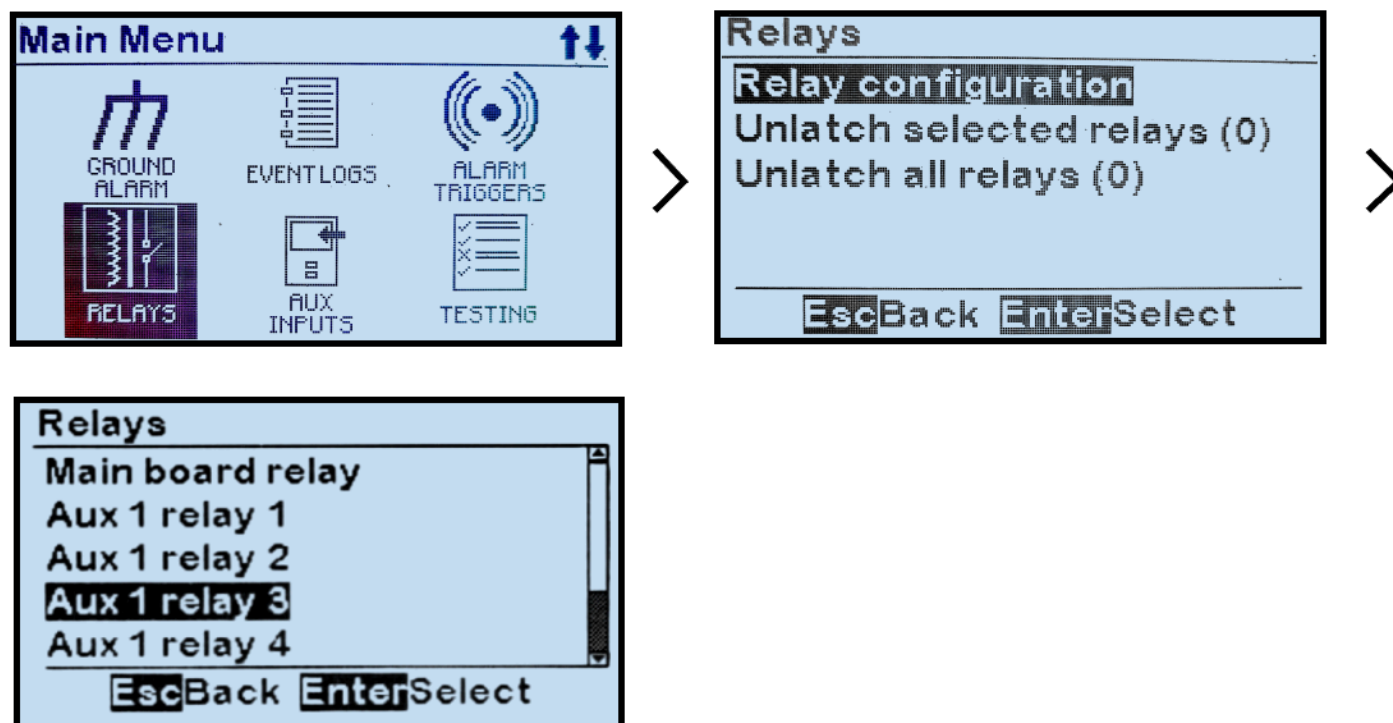 Main Menu
GROUND ALARM
EVENT LOGS
ALARM TRIGGERS
RELAYS
AUX INPUTS
TESTING
Relays
Relay configuration
Unlatch selected relays (0)
Unlatch all relays (0)
Esc Back Enter Select
Relays
Main board relay
Aux 1 relay 1
Aux 1 relay 2
Aux 1 relay 3
Aux 1 relay 4
Esc Back Enter Select